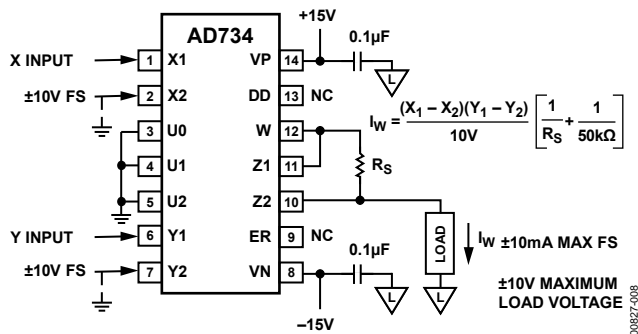 +15V
AD734
0.1µF
X INPUT
1 X1
VP 14
L
±10V FS
2 X2
DD 13 NC
I_W = (X1 – X2)(Y1 – Y2) / 10V [1/R_S + 1/50kΩ]
3 U0
W 12
4 U1
Z1 11
R_S
5 U2
Z2 10
Y INPUT
6 Y1
ER 9 NC
LOAD
I_W ±10mA MAX FS
±10V FS
7 Y2
VN 8
0.1µF
L
L
±10V MAXIMUM
LOAD VOLTAGE
–15V
00827-008